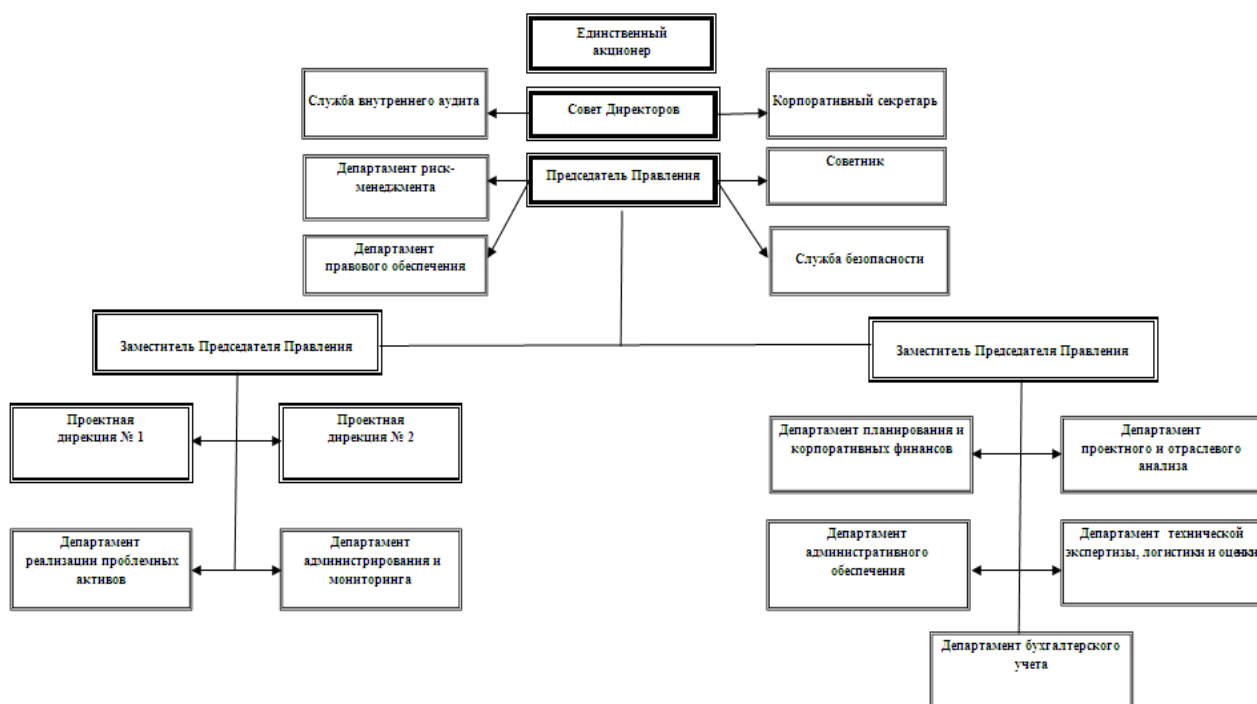 Единственный
акционер
Служба внутреннего аудита
Совет Директоров
Корпоративный секретарь
Департамент риск-
менеджмента
Председатель Правления
Советник
Департамент
правового обеспечения
Служба безопасности
Заместитель Председателя Правления
Заместитель Председателя Правления
Проектная
дирекция № 1
Проектная
дирекция № 2
Департамент планирования и
корпоративных финансов
Департамент
проектного и отраслевого
анализа
Департамент
реализации проблемных
активов
Департамент
администрирования и
мониторинга
Департамент
административного
обеспечения
Департамент технической
экспертизы, логистики и оценки
Департамент бухгалтерского
учета